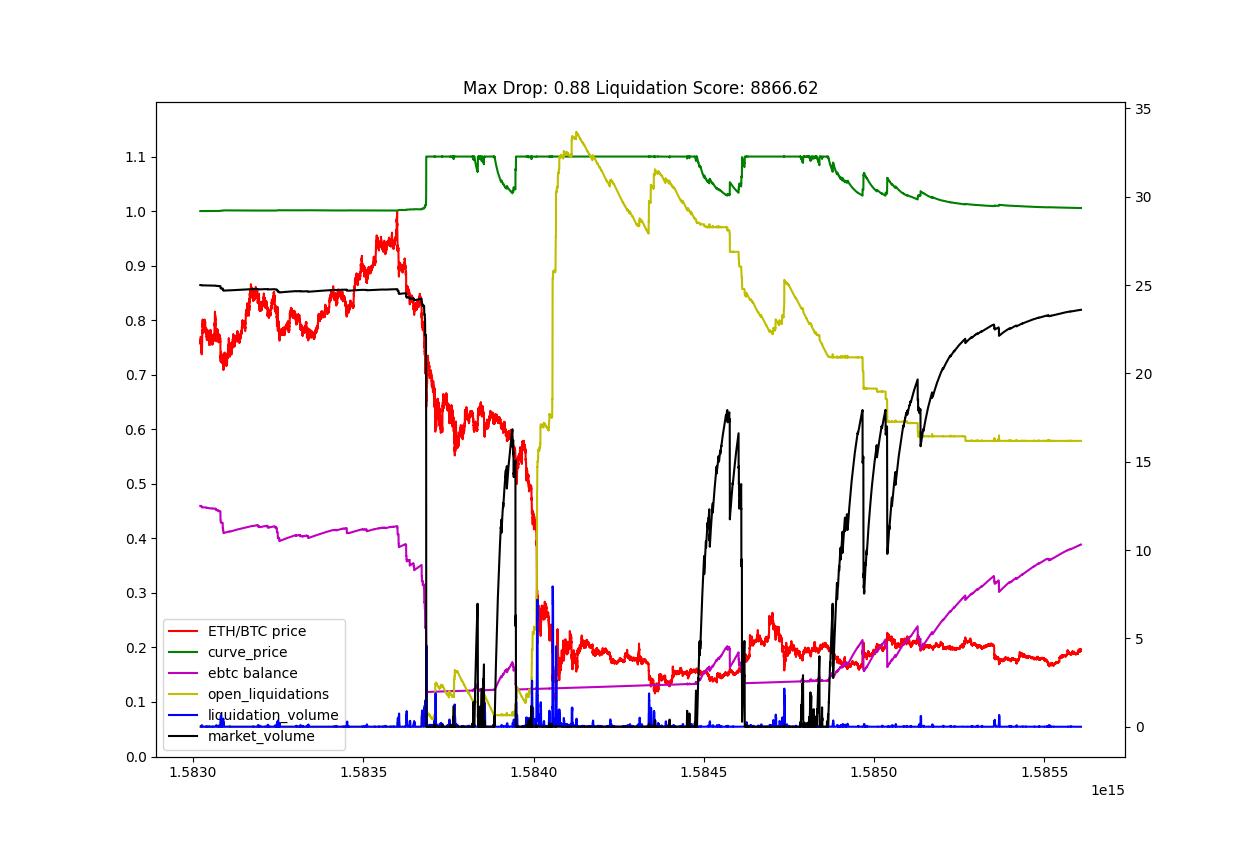 Max Drop: 0.88 Liquidation Score: 8866.62
1.1
1.0
0.9
0.8
0.7
0.6
0.5
0.4
0.3
0.2
0.1
0.0
35
30
25
20
15
10
5
0
ETH/BTC price
curve_price
ebtc balance
open_liquidations
liquidation_volume
market_volume
1.5830 1.5835 1.5840 1.5845 1.5850 1.5855
1e15